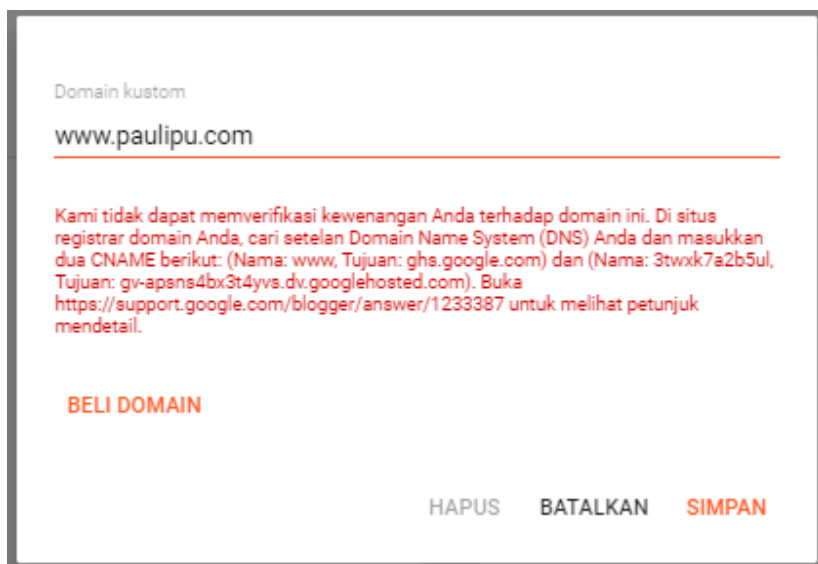 Domain kustom
www.paulipu.com
Kami tidak dapat memverifikasi kewenangan Anda terhadap domain ini. Di situs
registrar domain Anda, cari setelan Domain Name System (DNS) Anda dan masukkan
dua CNAME berikut: (Nama: www, Tujuan: ghs.google.com) dan (Nama: 3twxk7a2b5ul,
Tujuan: gv-apsns4bx3t4yvs.dv.googlehosted.com). Buka
https://support.google.com/blogger/answer/1233387 untuk melihat petunjuk
mendetail.
BELI DOMAIN
HAPUS BATALKAN SIMPAN